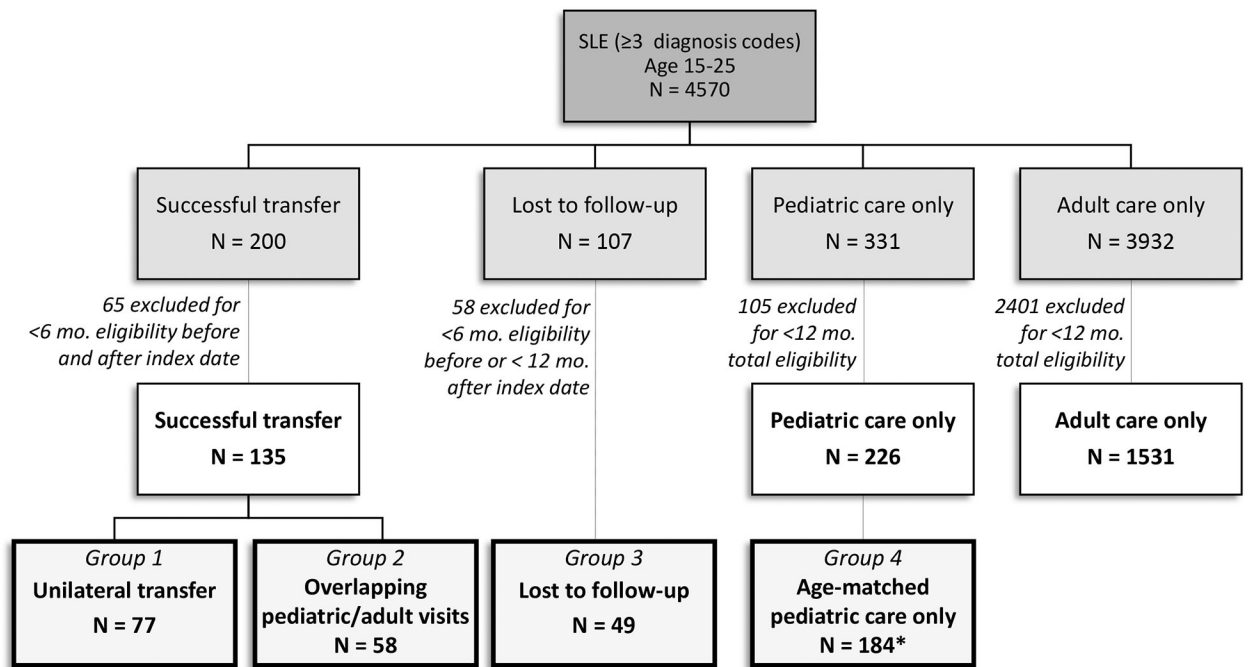 SLE (≥3 diagnosis codes)
Age 15-25
N = 4570
Successful transfer
N = 200
Lost to follow-up
N = 107
Pediatric care only
N = 331
Adult care only
N = 3932
65 excluded for
<6 mo. eligibility before
and after index date
58 excluded for
<6 mo. eligibility
before or < 12 mo.
after index date
105 excluded
for <12 mo.
total eligibility
2401 excluded
for <12 mo.
total eligibility
Successful transfer
N = 135
Pediatric care only
N = 226
Adult care only
N = 1531
Group 1
Unilateral transfer
N = 77
Group 2
Overlapping
pediatric/adult visits
N = 58
Group 3
Lost to follow-up
N = 49
Group 4
Age-matched
pediatric care only
N = 184*